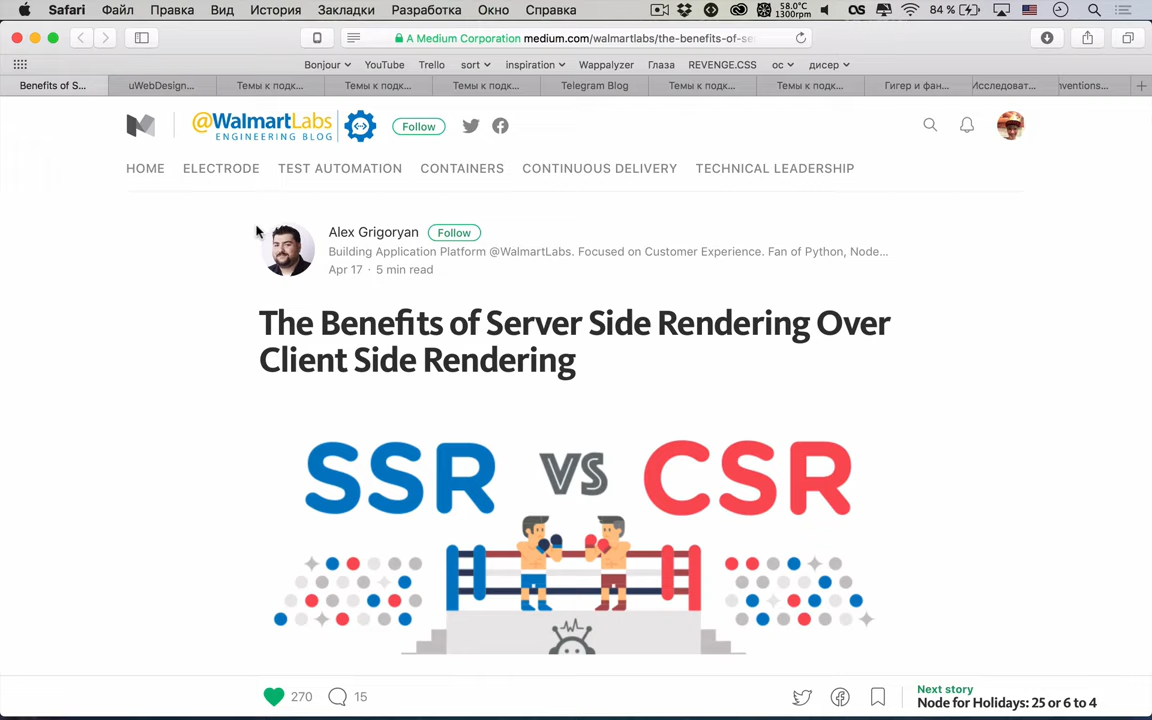 Safari Файл Правка Вид История Закладки Разработка Окно Справка 58.0°C 1300rpm 84 %
A Medium Corporation medium.com/walmartlabs/the-benefits-of-se
Bonjour YouTube Trello sort inspiration Wappalyzer Глаза REVENGE.CSS ос дисер
Benefits of S... uWebDesign... Темы к подк... Темы к подк... Темы к подк... Telegram Blog Темы к подк... Темы к подк... Гигер и фан... Исследоват... nventions...
@WalmartLabs
ENGINEERING BLOG
Follow
HOME ELECTRODE TEST AUTOMATION CONTAINERS CONTINUOUS DELIVERY TECHNICAL LEADERSHIP
Alex Grigoryan Follow
Building Application Platform @WalmartLabs. Focused on Customer Experience. Fan of Python, Node...
Apr 17 · 5 min read
The Benefits of Server Side Rendering Over
Client Side Rendering
SSR VS CSR
270 15
Next story
Node for Holidays: 25 or 6 to 4